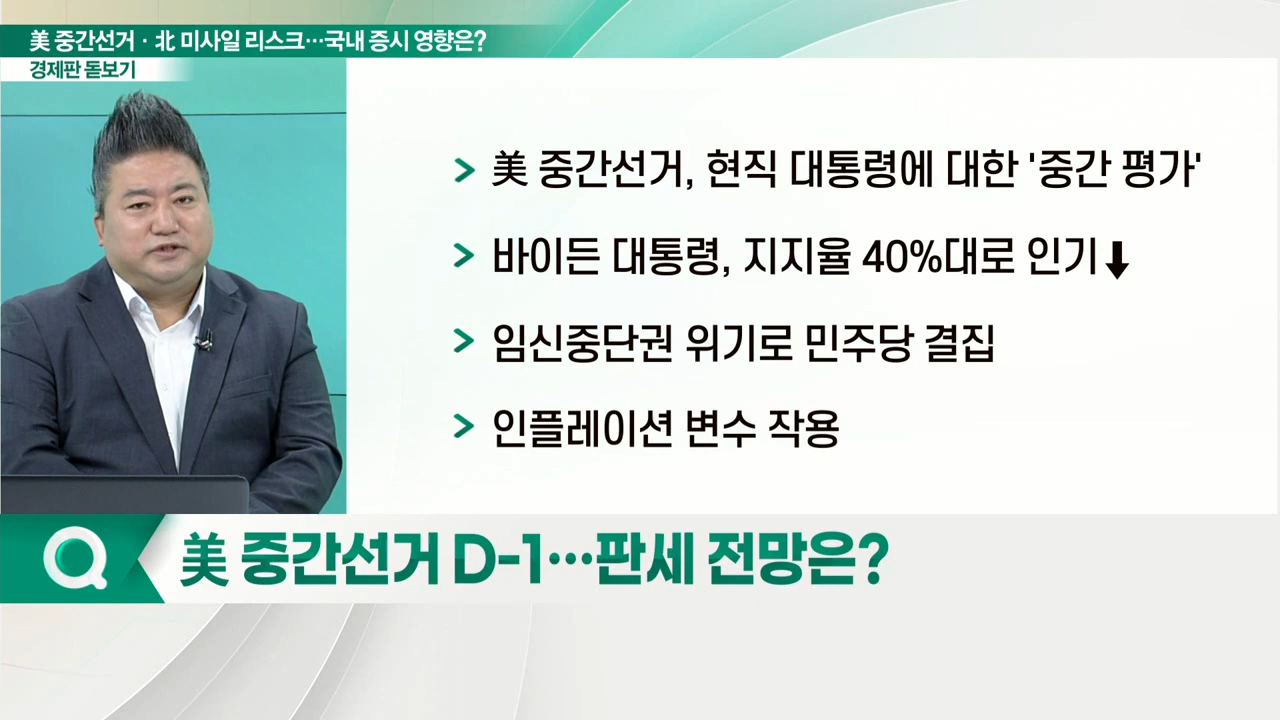 美 중간선거·北 미사일 리스크…국내 증시 영향은?
경제판 돋보기
> 美 중간선거, 현직 대통령에 대한 '중간 평가'
> 바이든 대통령, 지지율 40%대로 인기⬇
> 임신중단권 위기로 민주당 결집
> 인플레이션 변수 작용
Q 美 중간선거 D-1…판세 전망은?